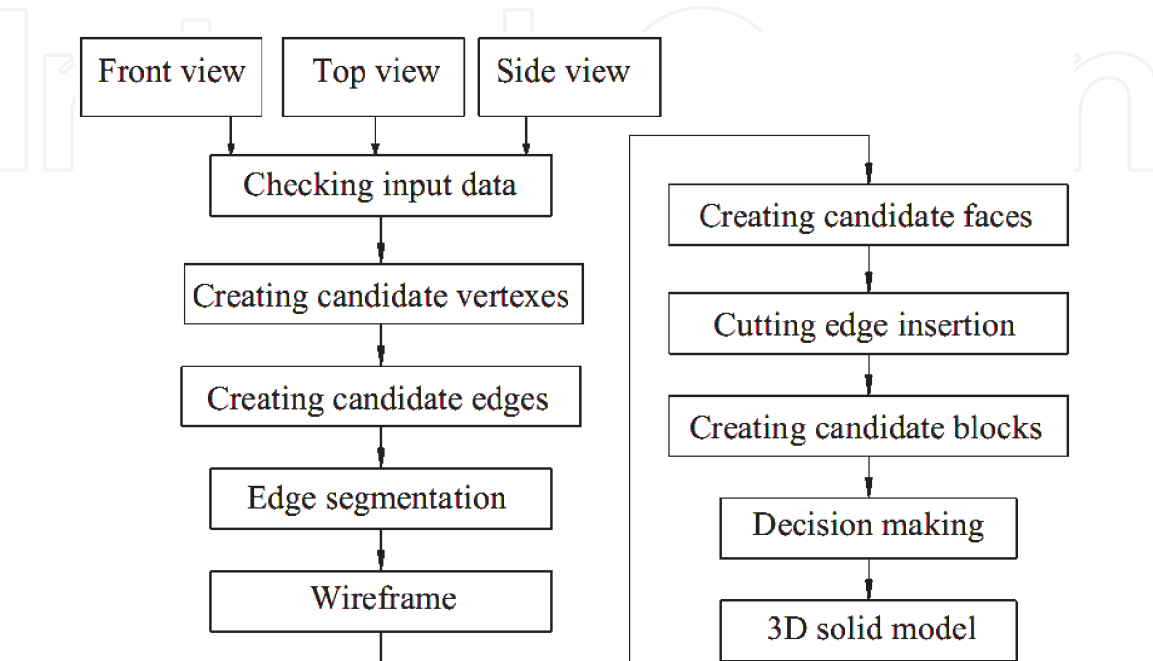 Front view
Top view
Side view
Checking input data
Creating candidate vertexes
Creating candidate edges
Edge segmentation
Wireframe
Creating candidate faces
Cutting edge insertion
Creating candidate blocks
Decision making
3D solid model